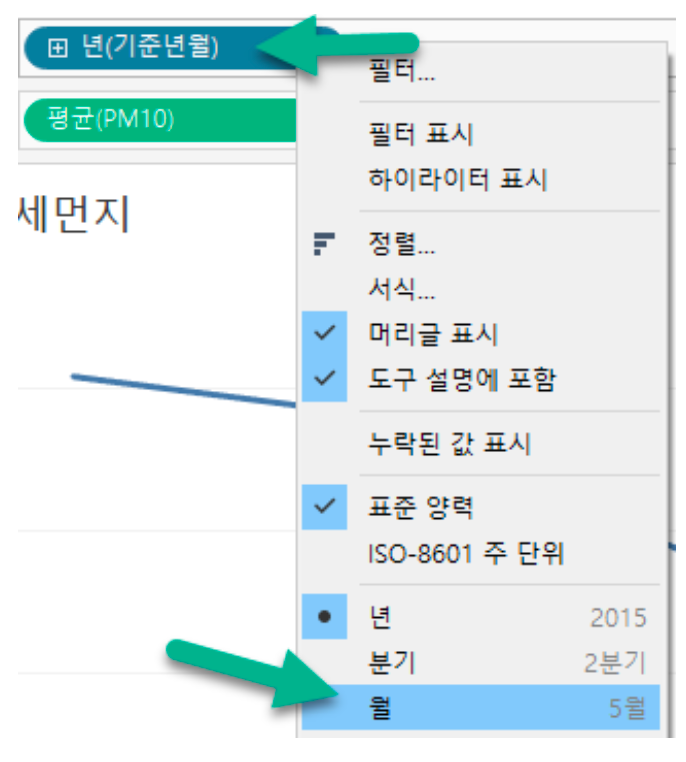 년(기준년월)
평균(PM10)
세먼지
필터...
필터 표시
하이라이터 표시
정렬...
서식...
머리글 표시
도구 설명에 포함
누락된 값 표시
표준 양력
ISO-8601 주 단위
년 2015
분기 2분기
월 5월